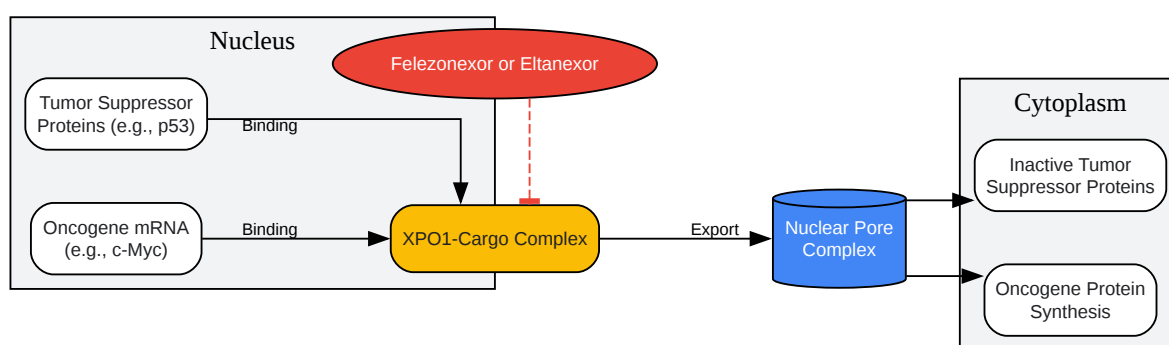 Nucleus
Felezonexor or Eltanexor
Tumor Suppressor
Proteins (e.g., p53)
Binding
Oncogene mRNA
(e.g., c-Myc)
Binding
XPO1-Cargo Complex
Export
Nuclear Pore
Complex
Cytoplasm
Inactive Tumor
Suppressor Proteins
Oncogene Protein
Synthesis